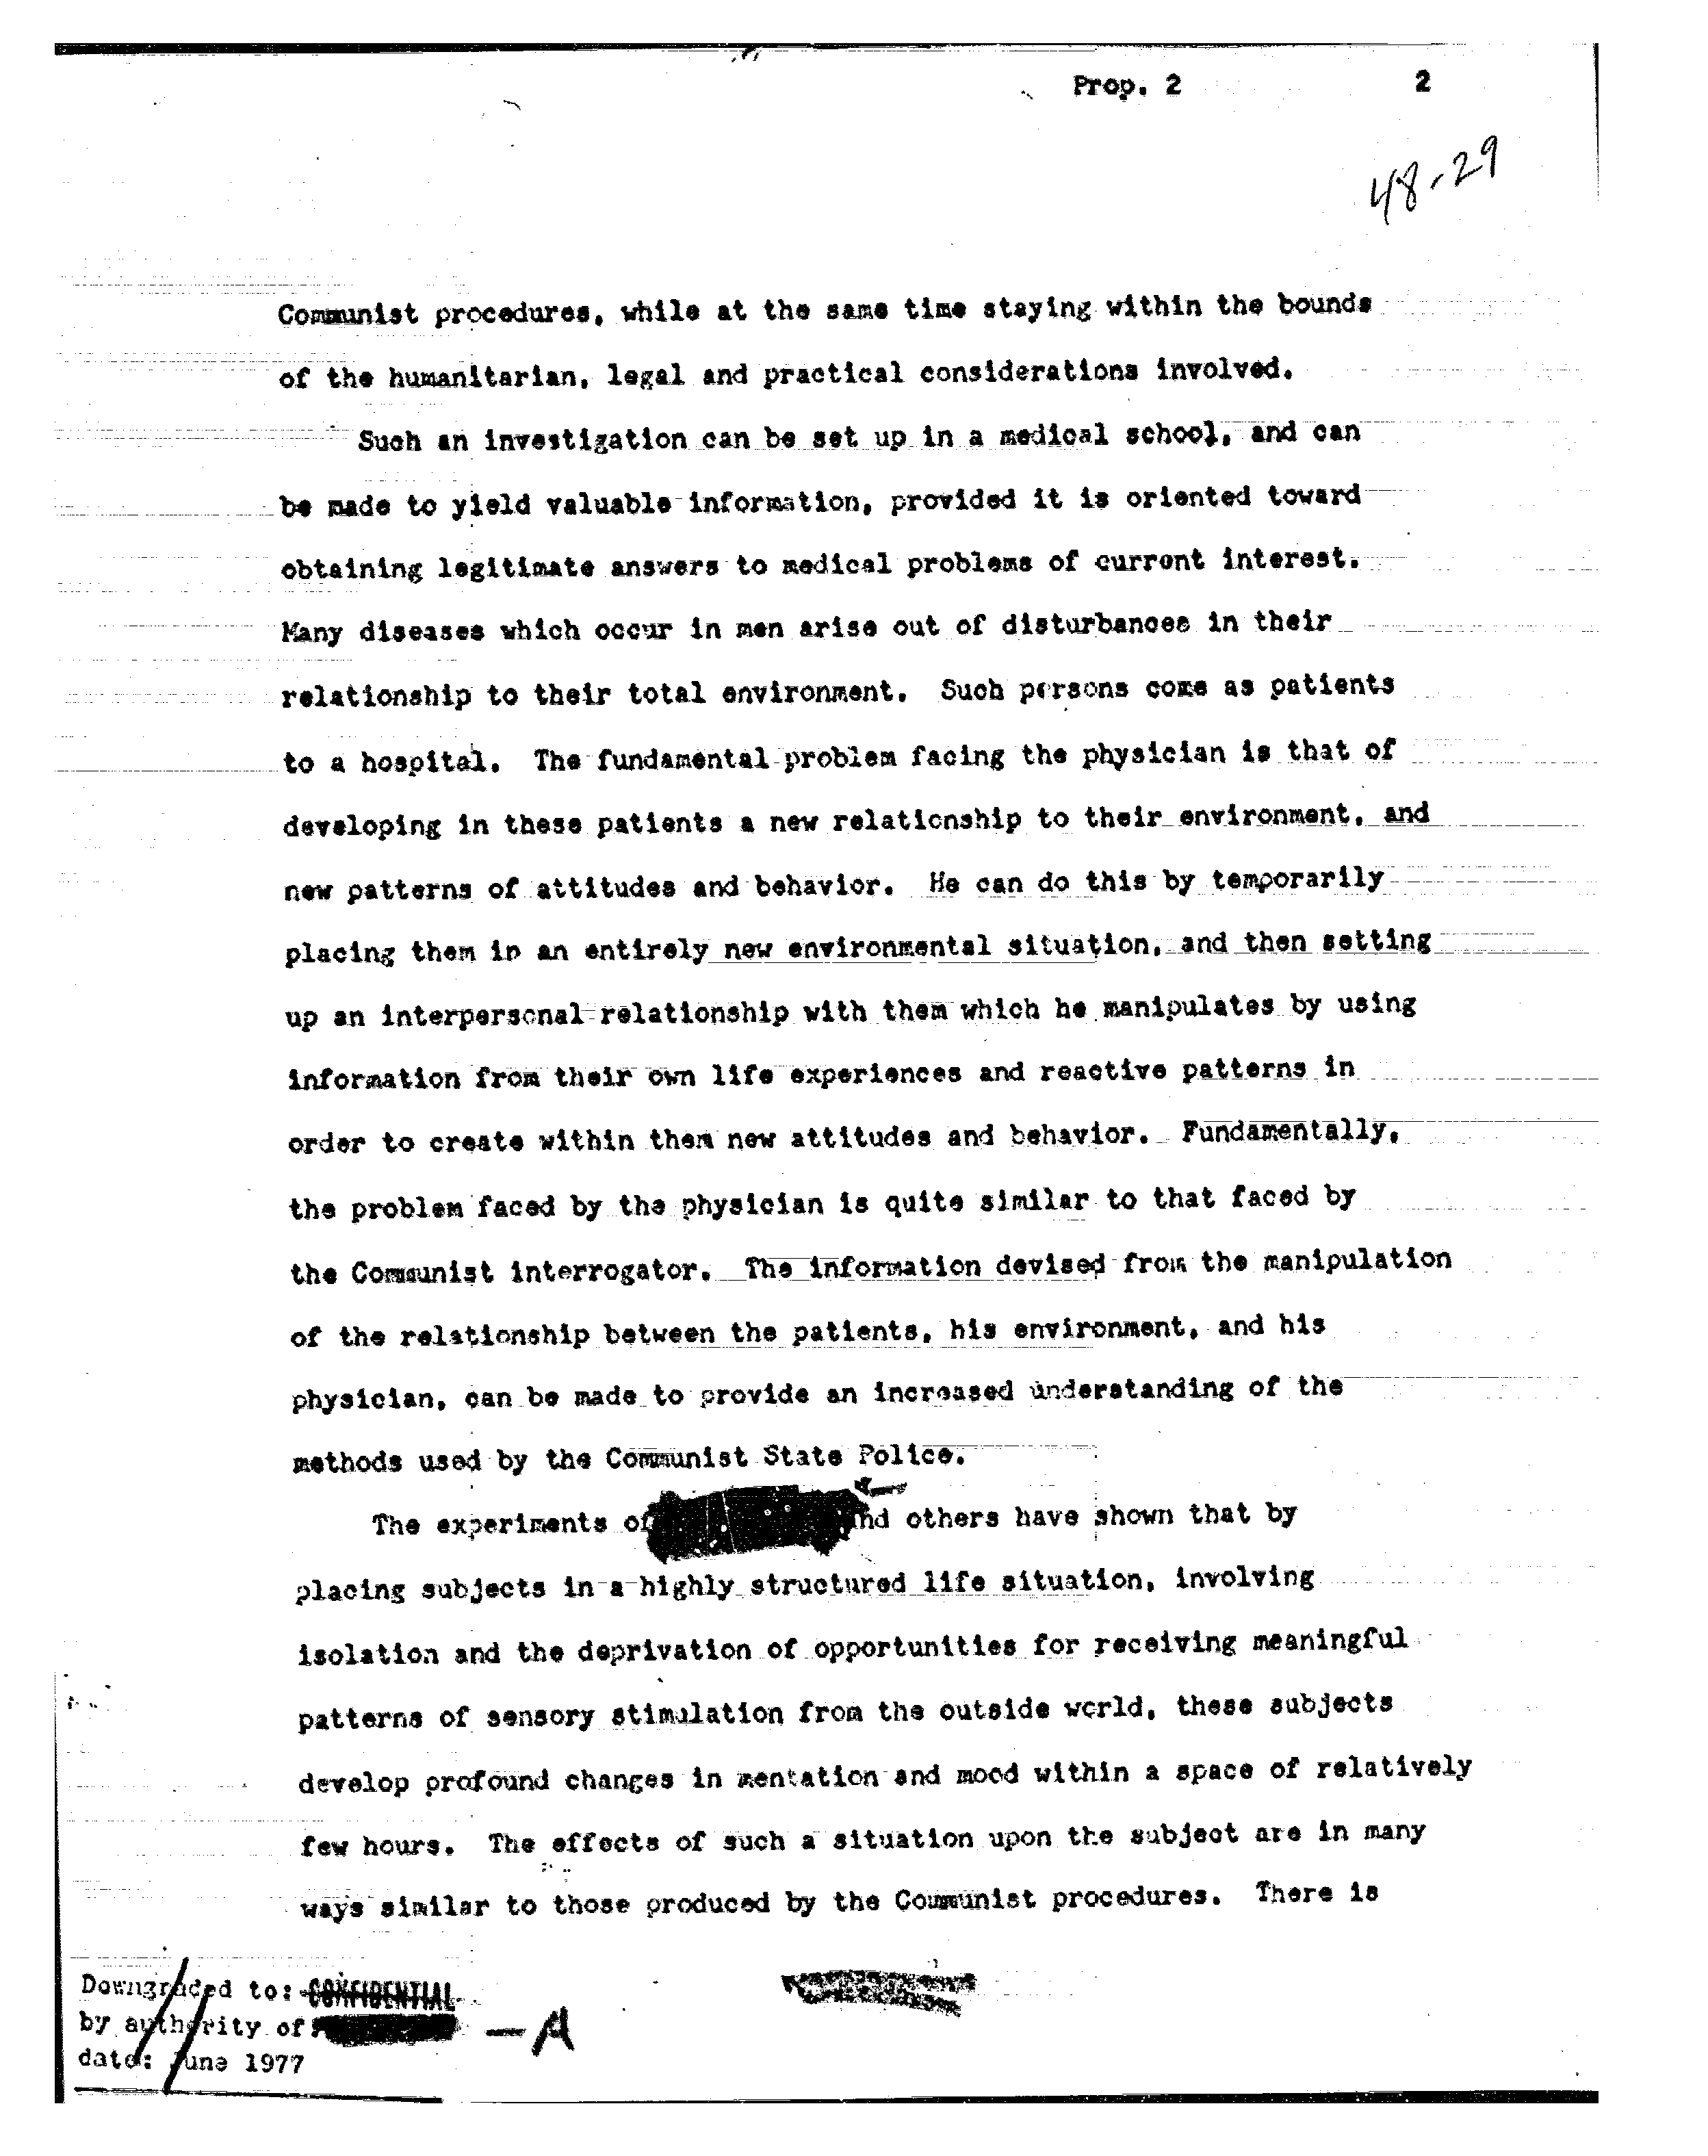 Prop. 2 2
48-29
Communist procedures, while at the same time staying within the bounds
of the humanitarian, legal and practical considerations involved.
Such an investigation can be set up in a medical school, and can
be made to yield valuable information, provided it is oriented toward
obtaining legitimate answers to medical problems of current interest.
Many diseases which occur in men arise out of disturbances in their
relationship to their total environment. Such persons come as patients
to a hospital. The fundamental problem facing the physician is that of
developing in these patients a new relationship to their environment, and
new patterns of attitudes and behavior. He can do this by temporarily
placing them in an entirely new environmental situation, and then setting
up an interpersonal relationship with them which he manipulates by using
information from their own life experiences and reactive patterns in
order to create within them new attitudes and behavior. Fundamentally,
the problem faced by the physician is quite similar to that faced by
the Communist interrogator. The information devised from the manipulation
of the relationship between the patients, his environment, and his
physician, can be made to provide an increased understanding of the
methods used by the Communist State Police.
The experiments of and others have shown that by
placing subjects in a highly structured life situation, involving
isolation and the deprivation of opportunities for receiving meaningful
patterns of sensory stimulation from the outside world, these subjects
develop profound changes in mentation and mood within a space of relatively
few hours. The effects of such a situation upon the subject are in many
ways similar to those produced by the Communist procedures. There is
Downgraded to: CONFIDENTIAL
by authority of - A
date: June 1977